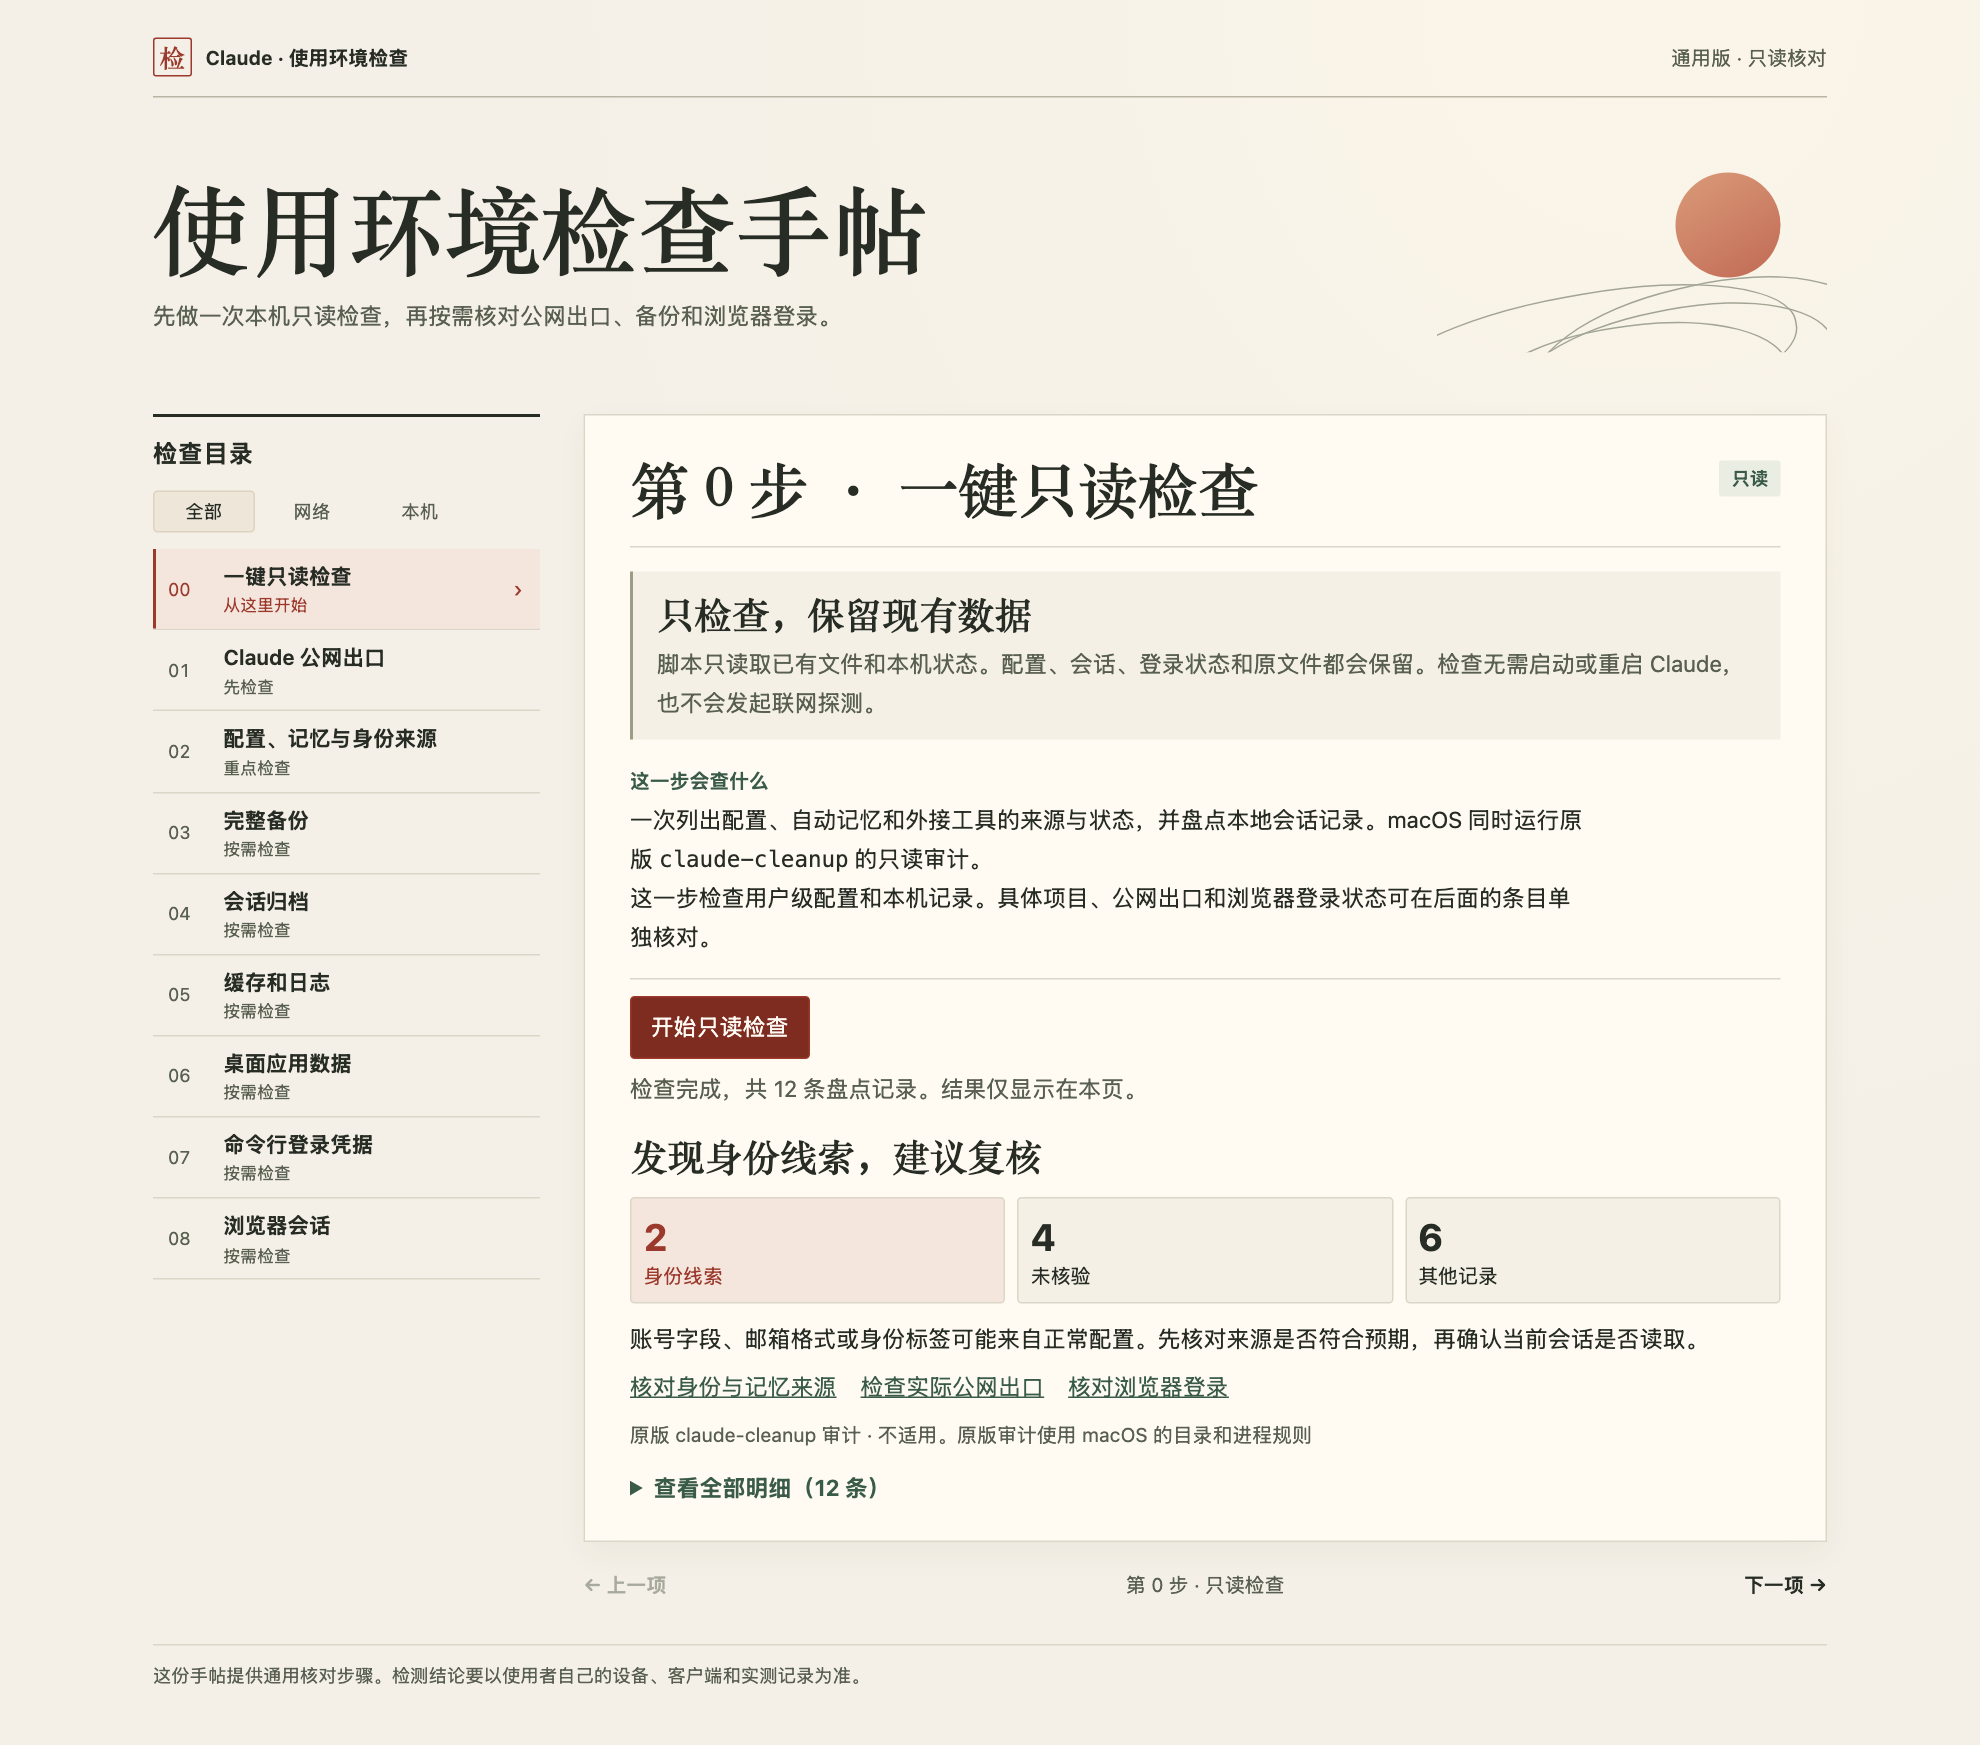 检
Claude · 使用环境检查
通用版 · 只读核对
使用环境检查手帖
先做一次本机只读检查，再按需核对公网出口、备份和浏览器登录。
检查目录
全部
网络
本机
00
一键只读检查
从这里开始
›
01
Claude 公网出口
先检查
02
配置、记忆与身份来源
重点检查
03
完整备份
按需检查
04
会话归档
按需检查
05
缓存和日志
按需检查
06
桌面应用数据
按需检查
07
命令行登录凭据
按需检查
08
浏览器会话
按需检查
第 0 步 · 一键只读检查
只读
只检查，保留现有数据
脚本只读取已有文件和本机状态。配置、会话、登录状态和原文件都会保留。检查无需启动或重启 Claude，
也不会发起联网探测。
这一步会查什么
一次列出配置、自动记忆和外接工具的来源与状态，并盘点本地会话记录。macOS 同时运行原
版 claude-cleanup 的只读审计。
这一步检查用户级配置和本机记录。具体项目、公网出口和浏览器登录状态可在后面的条目单
独核对。
开始只读检查
检查完成，共 12 条盘点记录。结果仅显示在本页。
发现身份线索，建议复核
2
身份线索
4
未核验
6
其他记录
账号字段、邮箱格式或身份标签可能来自正常配置。先核对来源是否符合预期，再确认当前会话是否读取。
核对身份与记忆来源 检查实际公网出口 核对浏览器登录
原版 claude-cleanup 审计 · 不适用。原版审计使用 macOS 的目录和进程规则
▶ 查看全部明细（12 条）
← 上一项
第 0 步 · 只读检查
下一项 →
这份手帖提供通用核对步骤。检测结论要以使用者自己的设备、客户端和实测记录为准。